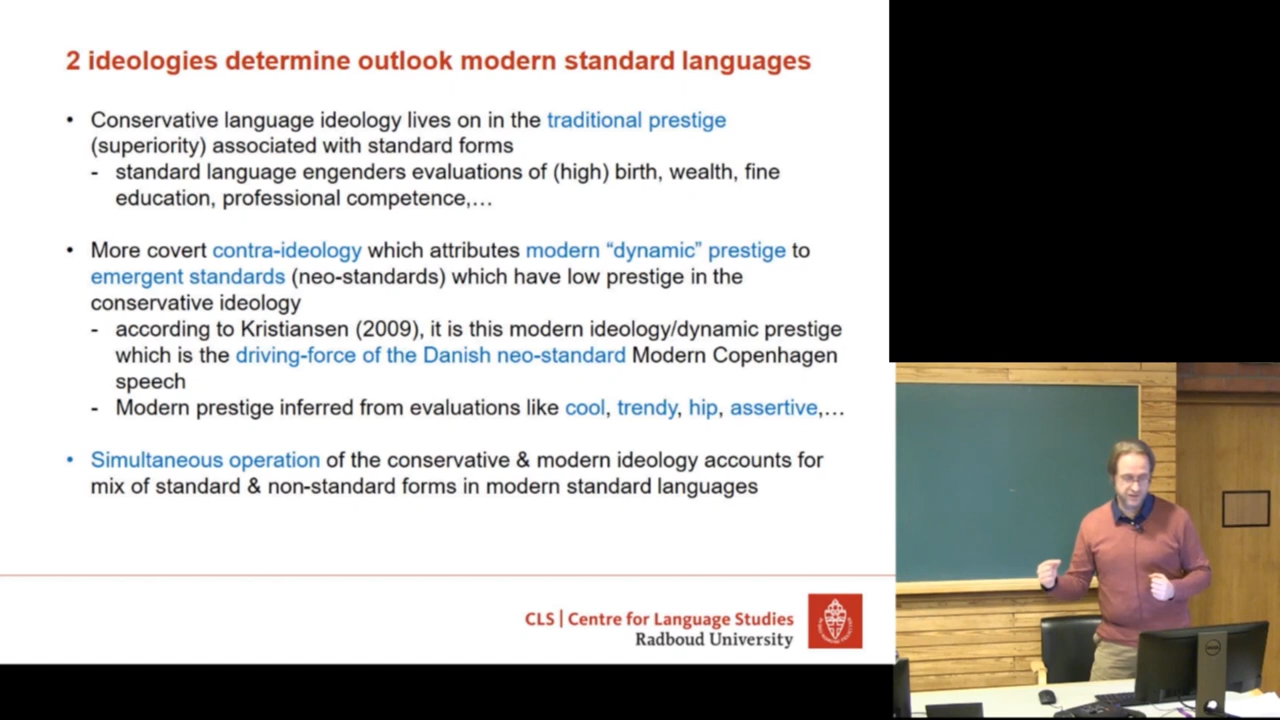 2 ideologies determine outlook modern standard languages
• Conservative language ideology lives on in the traditional prestige
(superiority) associated with standard forms
- standard language engenders evaluations of (high) birth, wealth, fine
education, professional competence,…
• More covert contra-ideology which attributes modern “dynamic” prestige to
emergent standards (neo-standards) which have low prestige in the
conservative ideology
- according to Kristiansen (2009), it is this modern ideology/dynamic prestige
which is the driving-force of the Danish neo-standard Modern Copenhagen
speech
- Modern prestige inferred from evaluations like cool, trendy, hip, assertive,…
• Simultaneous operation of the conservative & modern ideology accounts for
mix of standard & non-standard forms in modern standard languages
CLS | Centre for Language Studies
Radboud University